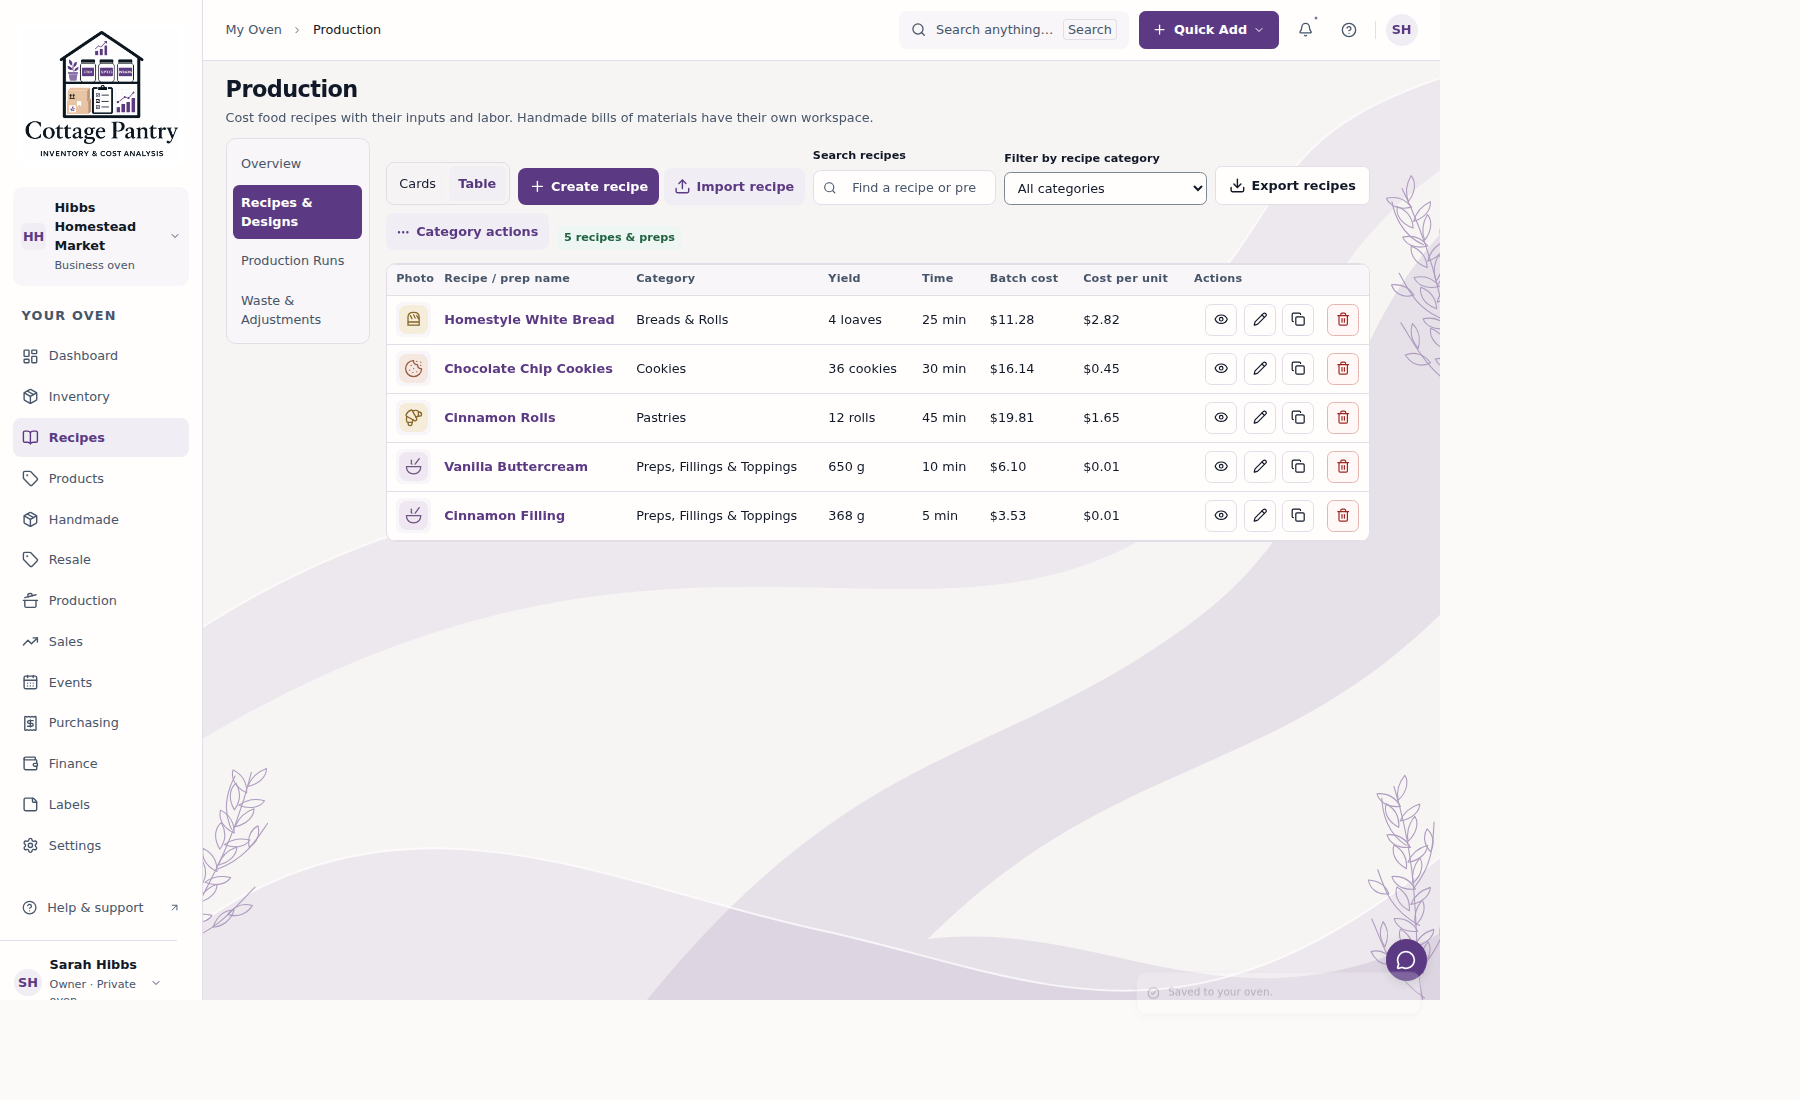 My Oven > Production
Search anything... Search
+ Quick Add
SH
Cottage Pantry
INVENTORY & COST ANALYSIS
HH
Hibbs
Homestead
Market
Business oven
YOUR OVEN
Dashboard
Inventory
Recipes
Products
Handmade
Resale
Production
Sales
Events
Purchasing
Finance
Labels
Settings
Help & support
SH
Sarah Hibbs
Owner · Private
oven
Production
Cost food recipes with their inputs and labor. Handmade bills of materials have their own workspace.
Overview
Recipes &
Designs
Production Runs
Waste &
Adjustments
Cards Table
+ Create recipe
Import recipe
Search recipes
Find a recipe or pre
Filter by recipe category
All categories
Export recipes
··· Category actions
5 recipes & preps
Photo Recipe / prep name Category Yield Time Batch cost Cost per unit Actions
Homestyle White Bread Breads & Rolls 4 loaves 25 min $11.28 $2.82
Chocolate Chip Cookies Cookies 36 cookies 30 min $16.14 $0.45
Cinnamon Rolls Pastries 12 rolls 45 min $19.81 $1.65
Vanilla Buttercream Preps, Fillings & Toppings 650 g 10 min $6.10 $0.01
Cinnamon Filling Preps, Fillings & Toppings 368 g 5 min $3.53 $0.01
Saved to your oven.